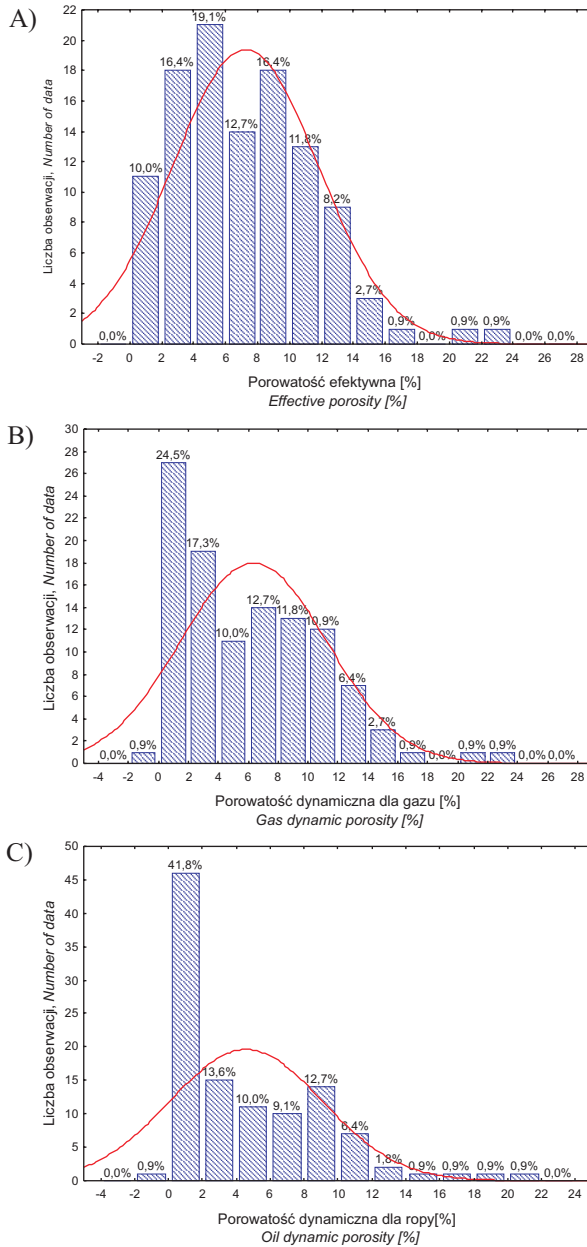 A)
22
20
18
16
14
12
10
8
6
4
2
0
Liczba obserwacji, Number of data
0,0% 10,0% 16,4% 19,1% 12,7% 16,4% 11,8% 8,2% 2,7% 0,9% 0,0% 0,9% 0,9% 0,0% 0,0%
-2 0 2 4 6 8 10 12 14 16 18 20 22 24 26 28
Porowatość efektywna [%]
Effective porosity [%]
B)
30
28
26
24
22
20
18
16
14
12
10
8
6
4
2
0
Liczba obserwacji, Number of data
0,0% 0,9% 24,5% 17,3% 10,0% 12,7% 11,8% 10,9% 6,4% 2,7% 0,9% 0,0% 0,9% 0,9% 0,0% 0,0%
-4 -2 0 2 4 6 8 10 12 14 16 18 20 22 24 26 28
Porowatość dynamiczna dla gazu [%]
Gas dynamic porosity [%]
C)
50
45
40
35
30
25
20
15
10
5
0
Liczba obserwacji, Number of data
0,0% 0,9% 41,8% 13,6% 10,0% 9,1% 12,7% 6,4% 1,8% 0,9% 0,9% 0,9% 0,9% 0,0%
-4 -2 0 2 4 6 8 10 12 14 16 18 20 22 24
Porowatość dynamiczna dla ropy[%]
Oil dynamic porosity [%]